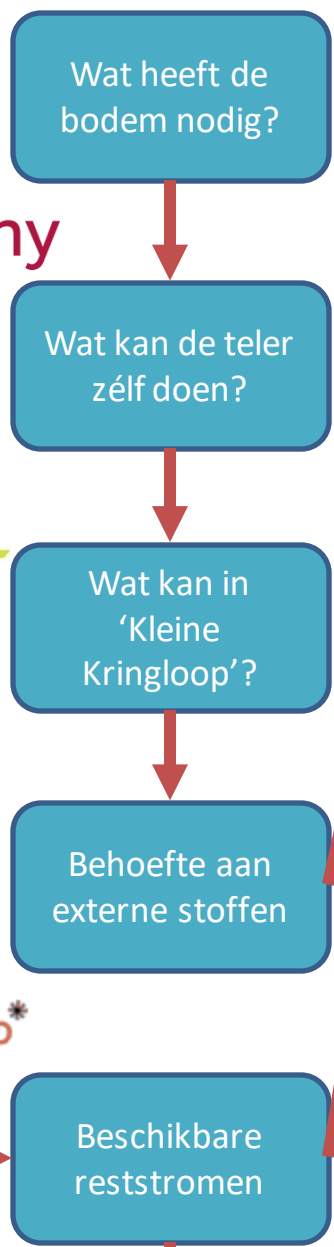 Wat heeft de
bodem nodig?
ny
Wat kan de teler
zélf doen?
Wat kan in
‘Kleine
Kringloop’?
Behoefte aan
externe stoffen
Beschikbare
reststromen